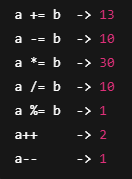 a += b -> 13
a -= b -> 10
a *= b -> 30
a /= b -> 10
a %= b -> 1
a++ -> 2
a-- -> 1